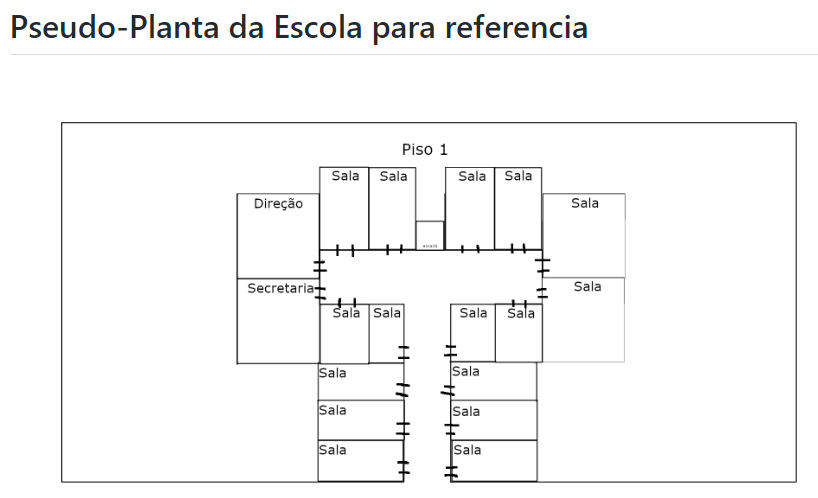 Pseudo-Planta da Escola para referencia
Piso 1
Sala Sala Sala Sala
Direção Sala
Secretaria Sala
Sala Sala Sala Sala
Sala Sala
Sala Sala
Sala Sala